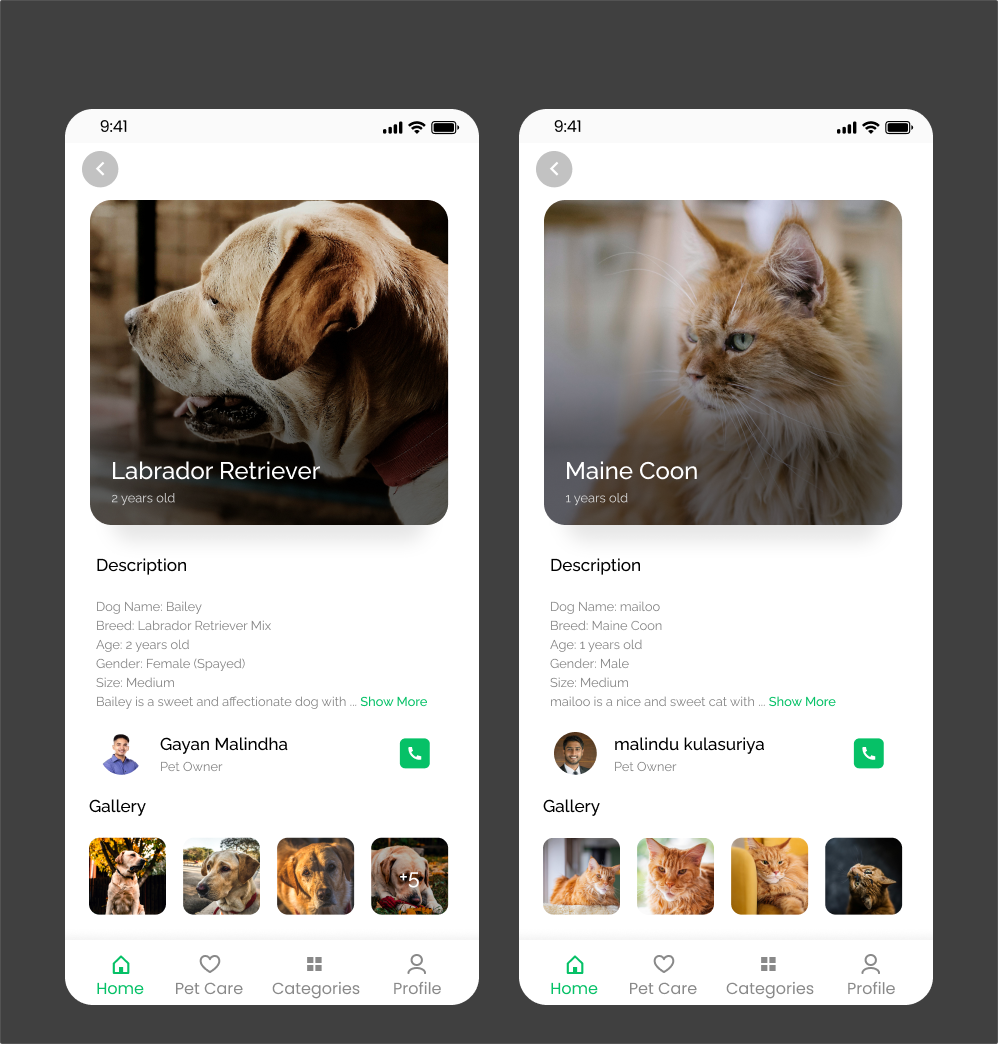 9:41
Labrador Retriever
2 years old
Description
Dog Name: Bailey
Breed: Labrador Retriever Mix
Age: 2 years old
Gender: Female (Spayed)
Size: Medium
Bailey is a sweet and affectionate dog with ... Show More
Gayan Malindha
Pet Owner
Gallery
+5
Home Pet Care Categories Profile
9:41
Maine Coon
1 years old
Description
Dog Name: mailoo
Breed: Maine Coon
Age: 1 years old
Gender: Male
Size: Medium
mailoo is a nice and sweet cat with ... Show More
malindu kulasuriya
Pet Owner
Gallery
Home Pet Care Categories Profile